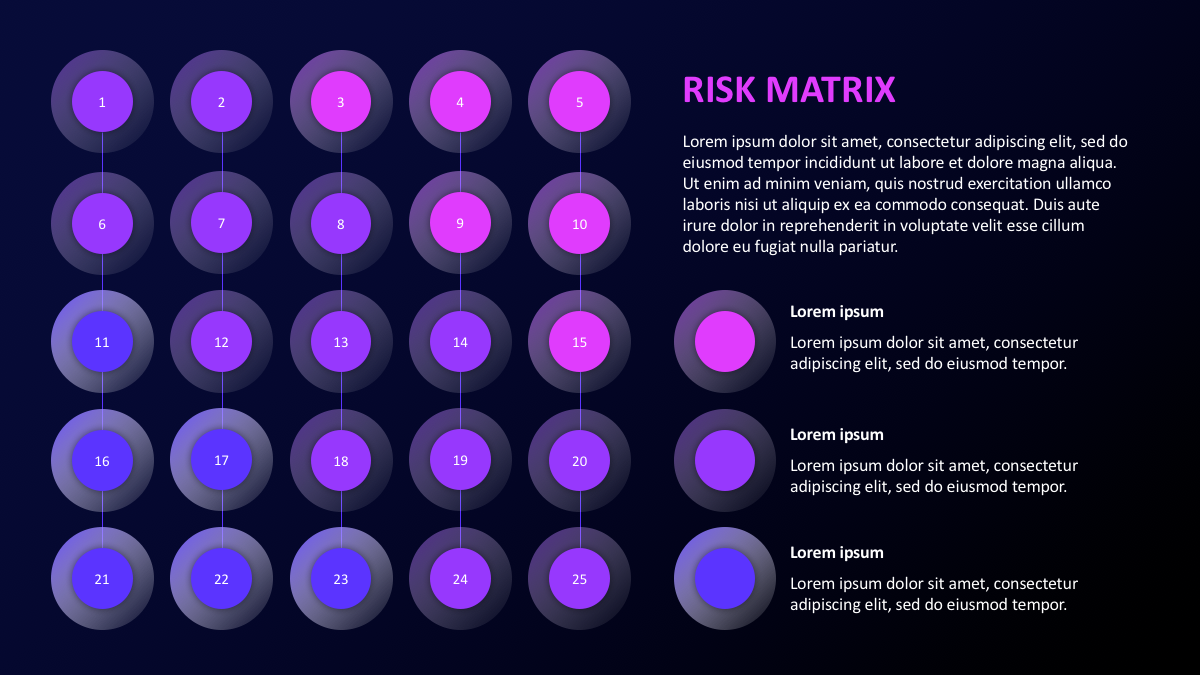 1 2 3 4 5
6 7 8 9 10
11 12 13 14 15
16 17 18 19 20
21 22 23 24 25
RISK MATRIX
Lorem ipsum dolor sit amet, consectetur adipiscing elit, sed do
eiusmod tempor incididunt ut labore et dolore magna aliqua.
Ut enim ad minim veniam, quis nostrud exercitation ullamco
laboris nisi ut aliquip ex ea commodo consequat. Duis aute
irure dolor in reprehenderit in voluptate velit esse cillum
dolore eu fugiat nulla pariatur.
Lorem ipsum
Lorem ipsum dolor sit amet, consectetur
adipiscing elit, sed do eiusmod tempor.
Lorem ipsum
Lorem ipsum dolor sit amet, consectetur
adipiscing elit, sed do eiusmod tempor.
Lorem ipsum
Lorem ipsum dolor sit amet, consectetur
adipiscing elit, sed do eiusmod tempor.